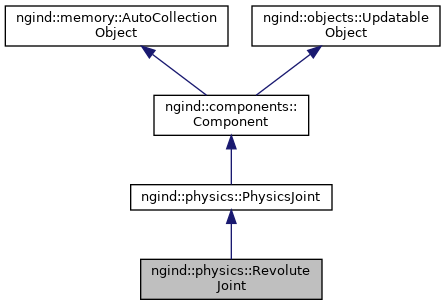 ngind::memory::AutoCollection
Object
ngind::objects::Updatable
Object
ngind::components::
Component
ngind::physics::PhysicsJoint
ngind::physics::Revolute
Joint